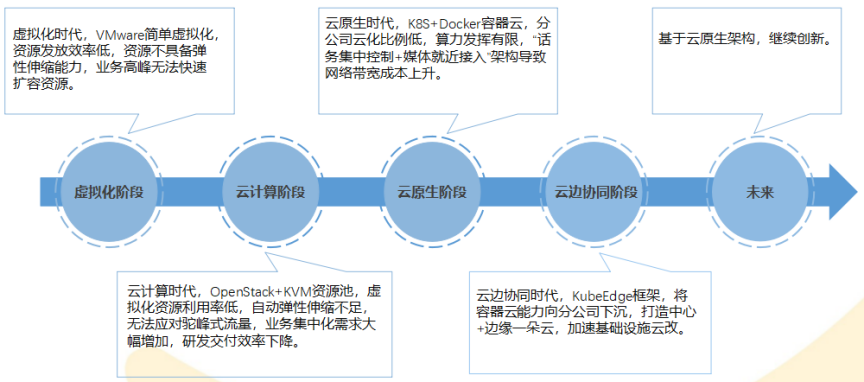 虚拟化时代，VMware简单虚拟化，
资源发放效率低，资源不具备弹
性伸缩能力，业务高峰无法快速
扩容资源。
云原生时代，K8S+Docker容器云，分
公司云化比例低，算力发挥有限，“话
务集中控制+媒体就近接入”架构导致
网络带宽成本上升。
基于云原生架构，继续创新。
虚拟化阶段
云计算阶段
云原生阶段
云边协同阶段
未来
云计算时代，OpenStack+KVM资源池，虚
拟化资源利用率低，自动弹性伸缩不足，
无法应对驼峰式流量，业务集中化需求大
幅增加，研发交付效率下降。
云边协同时代，KubeEdge框架，将
容器云能力向分公司下沉，打造中心
+边缘一朵云，加速基础设施云改。